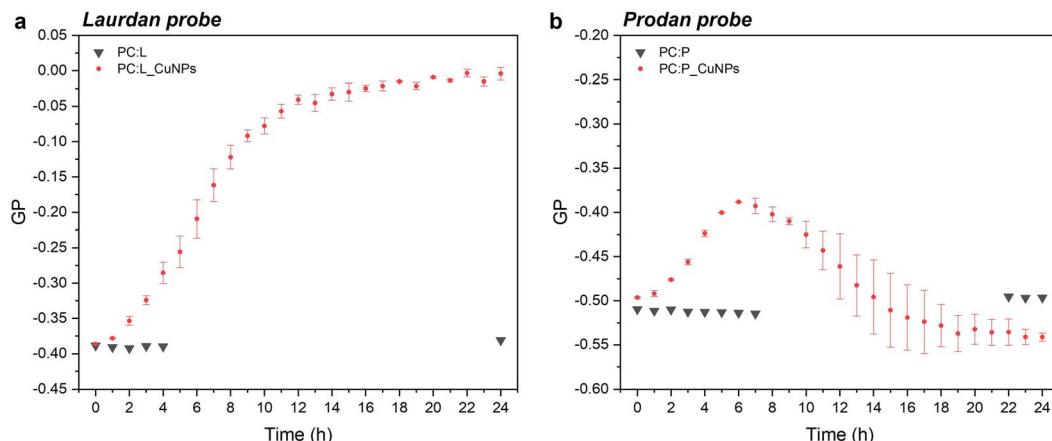 a Laurdan probe
0.05
0.00
-0.05
-0.10
-0.15
-0.20
-0.25
-0.30
-0.35
-0.40
-0.45
GP
PC:L
PC:L_CuNPs
0 2 4 6 8 10 12 14 16 18 20 22 24
Time (h)
b Prodan probe
-0.20
-0.25
-0.30
-0.35
-0.40
-0.45
-0.50
-0.55
-0.60
GP
PC:P
PC:P_CuNPs
0 2 4 6 8 10 12 14 16 18 20 22 24
Time (h)